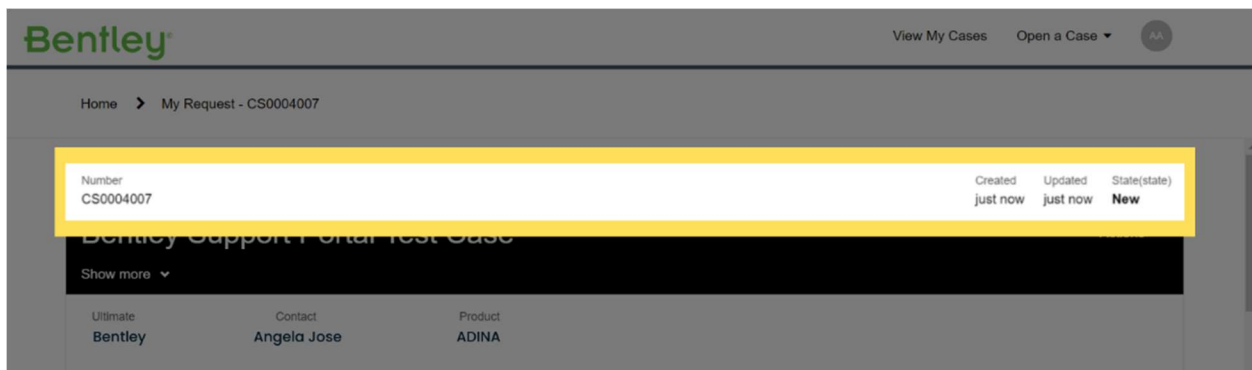 Bentley
View My Cases Open a Case AA
Home My Request - CS0004007
Number Created Updated State(state)
CS0004007 just now just now New
Bentley Support Portal Test Case Actions
Show more
Ultimate Contact Product
Bentley Angela Jose ADINA